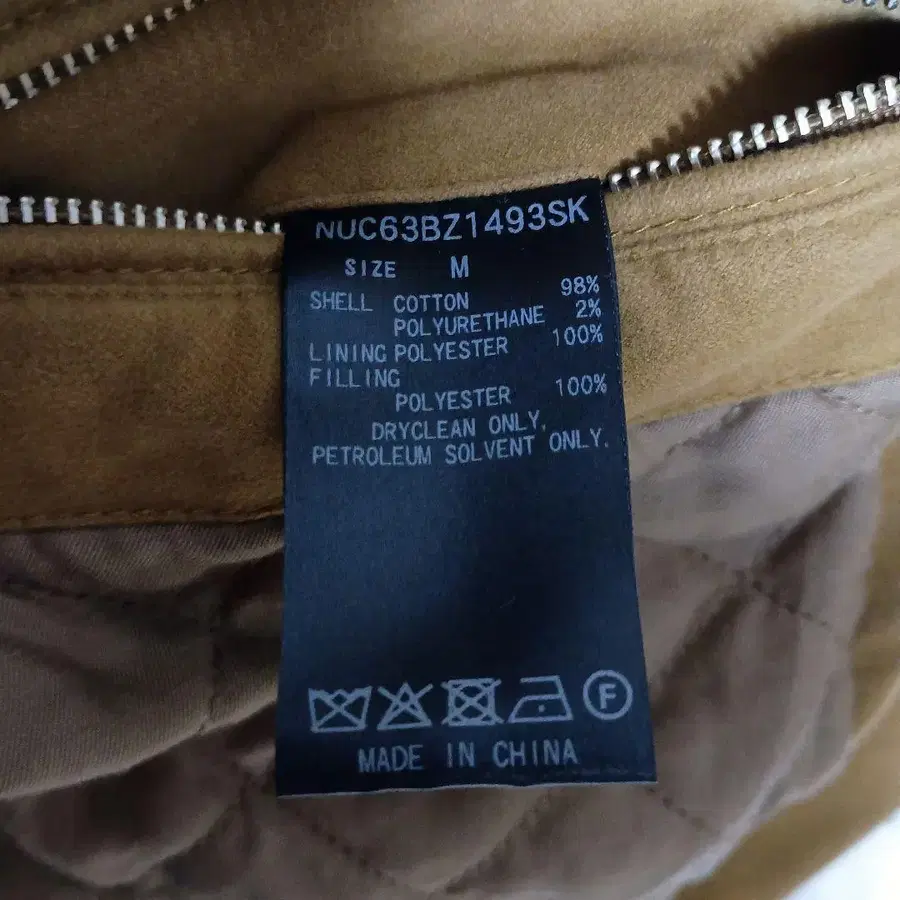 NUC63BZ1493SK
SIZE M
SHELL COTTON 98%
POLYURETHANE 2%
LINING POLYESTER 100%
FILLING
POLYESTER 100%
DRYCLEAN ONLY,
PETROLEUM SOLVENT ONLY.
F
MADE IN CHINA